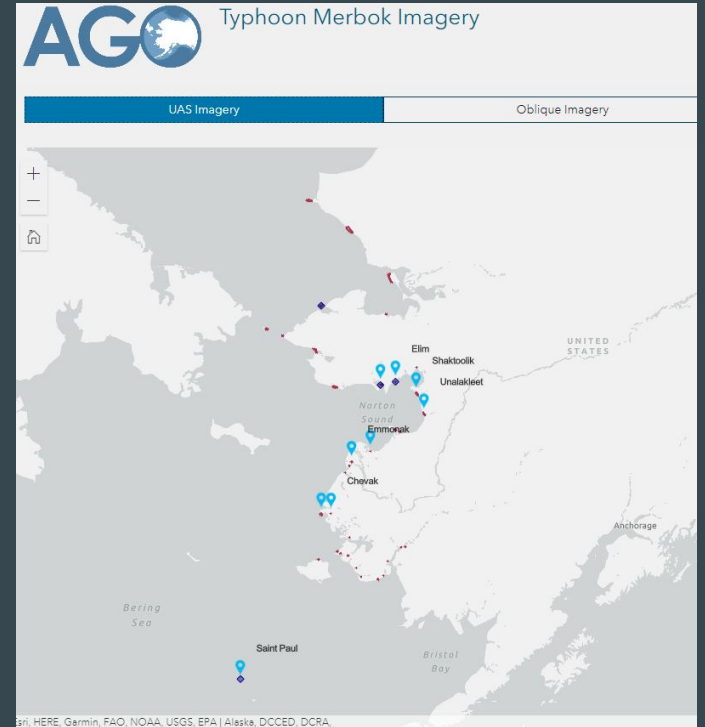 AGO
Typhoon Merbok Imagery
UAS Imagery
Oblique Imagery
+
−
Elim
Shaktoolik
UNITED
STATES
Unalakleet
Norton
Sound
Emmonak
Chevak
Anchorage
Bering
Sea
Saint Paul
Bristol
Bay
Esri, HERE, Garmin, FAO, NOAA, USGS, EPA | Alaska, DCCED, DCRA,